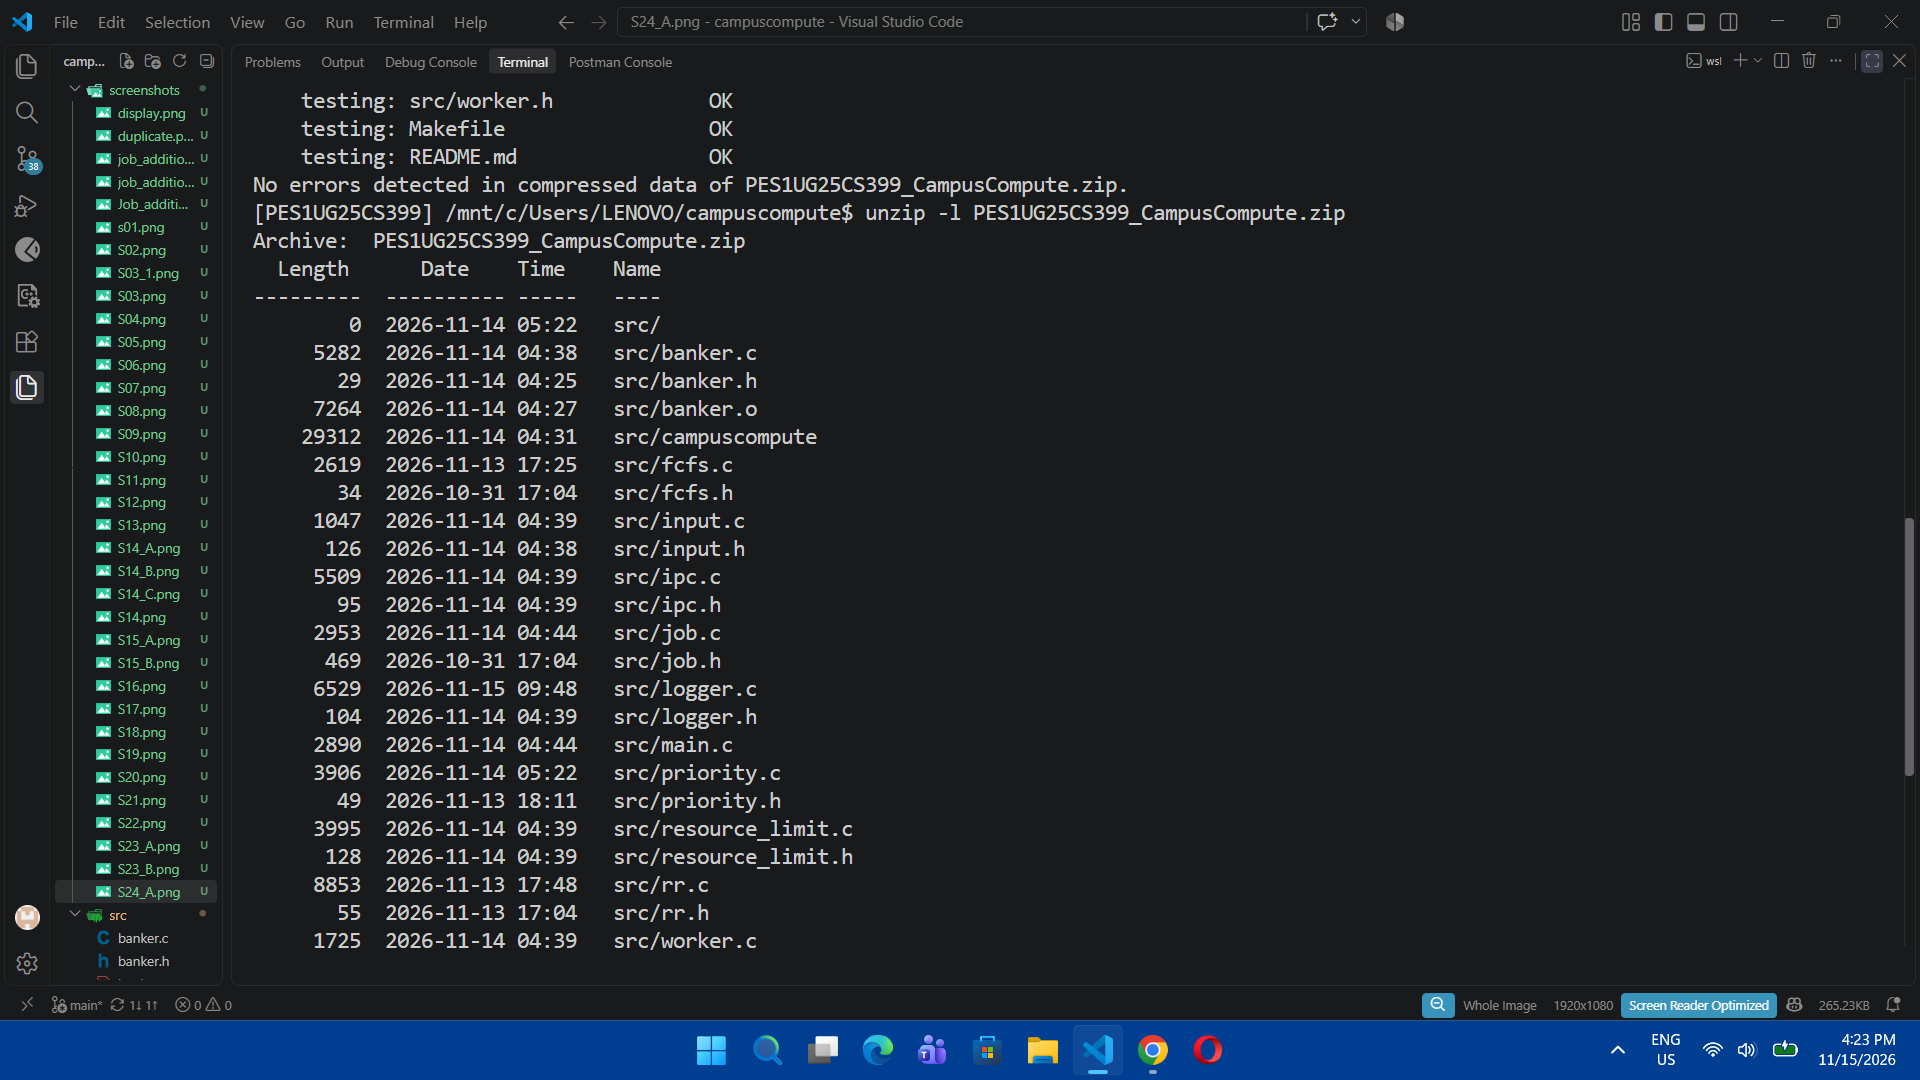 File Edit Selection View Go Run Terminal Help
S24_A.png - campuscompute - Visual Studio Code
camp...
Problems Output Debug Console Terminal Postman Console
wsl
screenshots
display.png U
duplicate.p... U
job_additio... U
job_additio... U
Job_additi... U
s01.png U
S02.png U
S03_1.png U
S03.png U
S04.png U
S05.png U
S06.png U
S07.png U
S08.png U
S09.png U
S10.png U
S11.png U
S12.png U
S13.png U
S14_A.png U
S14_B.png U
S14_C.png U
S14.png U
S15_A.png U
S15_B.png U
S16.png U
S17.png U
S18.png U
S19.png U
S20.png U
S21.png U
S22.png U
S23_A.png U
S23_B.png U
S24_A.png U
src
banker.c
banker.h
38
testing: src/worker.h OK
testing: Makefile OK
testing: README.md OK
No errors detected in compressed data of PES1UG25CS399_CampusCompute.zip.
[PES1UG25CS399] /mnt/c/Users/LENOVO/campuscompute$ unzip -l PES1UG25CS399_CampusCompute.zip
Archive: PES1UG25CS399_CampusCompute.zip
Length Date Time Name
--------- ---------- ----- ----
0 2026-11-14 05:22 src/
5282 2026-11-14 04:38 src/banker.c
29 2026-11-14 04:25 src/banker.h
7264 2026-11-14 04:27 src/banker.o
29312 2026-11-14 04:31 src/campuscompute
2619 2026-11-13 17:25 src/fcfs.c
34 2026-10-31 17:04 src/fcfs.h
1047 2026-11-14 04:39 src/input.c
126 2026-11-14 04:38 src/input.h
5509 2026-11-14 04:39 src/ipc.c
95 2026-11-14 04:39 src/ipc.h
2953 2026-11-14 04:44 src/job.c
469 2026-10-31 17:04 src/job.h
6529 2026-11-15 09:48 src/logger.c
104 2026-11-14 04:39 src/logger.h
2890 2026-11-14 04:44 src/main.c
3906 2026-11-14 05:22 src/priority.c
49 2026-11-13 18:11 src/priority.h
3995 2026-11-14 04:39 src/resource_limit.c
128 2026-11-14 04:39 src/resource_limit.h
8853 2026-11-13 17:48 src/rr.c
55 2026-11-13 17:04 src/rr.h
1725 2026-11-14 04:39 src/worker.c
main* 1↓ 1↑ 0 0
Whole Image 1920x1080 Screen Reader Optimized 265.23KB
ENG
US
4:23 PM
11/15/2026